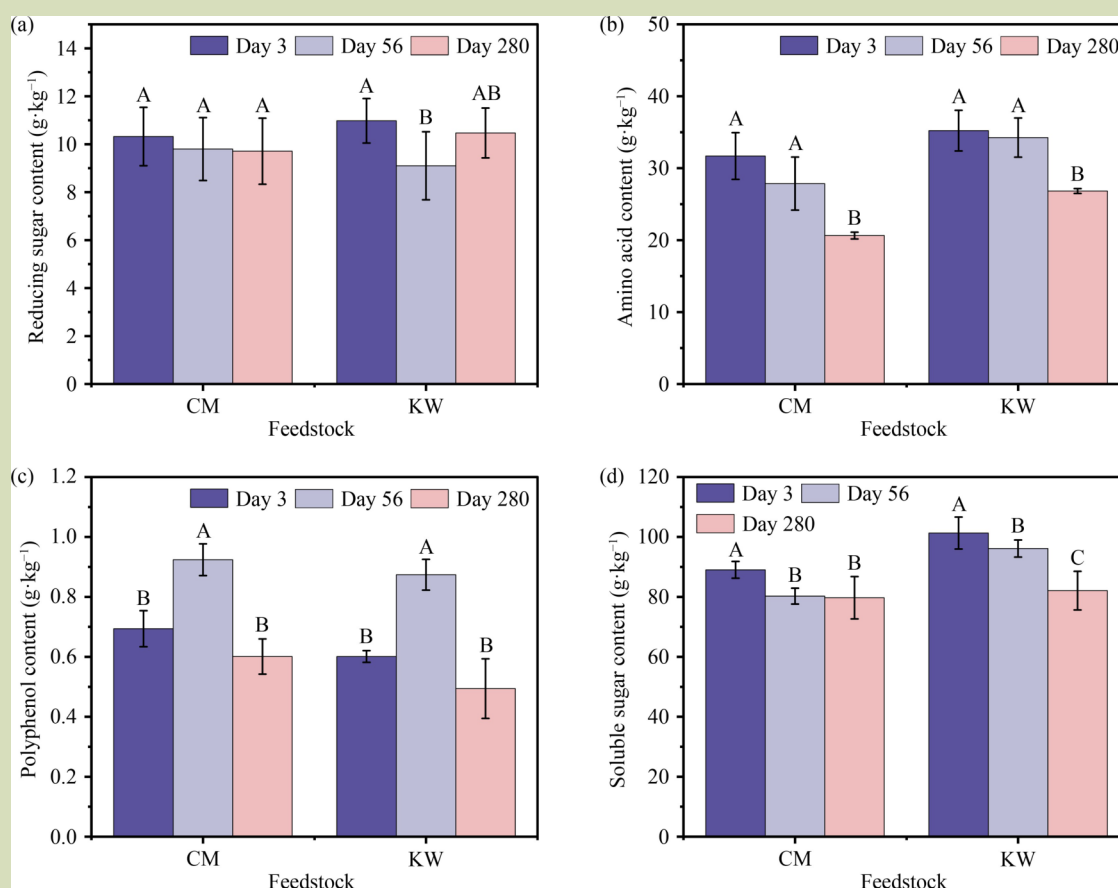 (a)
Day 3 Day 56 Day 280
Reducing sugar content (g·kg⁻¹)
14
12
10
8
6
4
2
0
A A A A B AB
CM KW
Feedstock
(b)
Day 3 Day 56 Day 280
Amino acid content (g·kg⁻¹)
50
40
30
20
10
0
A A B A A B
CM KW
Feedstock
(c)
Day 3 Day 56 Day 280
Polyphenol content (g·kg⁻¹)
1.2
1.0
0.8
0.6
0.4
0.2
0.0
B A B B A B
CM KW
Feedstock
(d)
Day 3 Day 56
Day 280
Soluble sugar content (g·kg⁻¹)
120
100
80
60
40
20
0
A B B A B C
CM KW
Feedstock